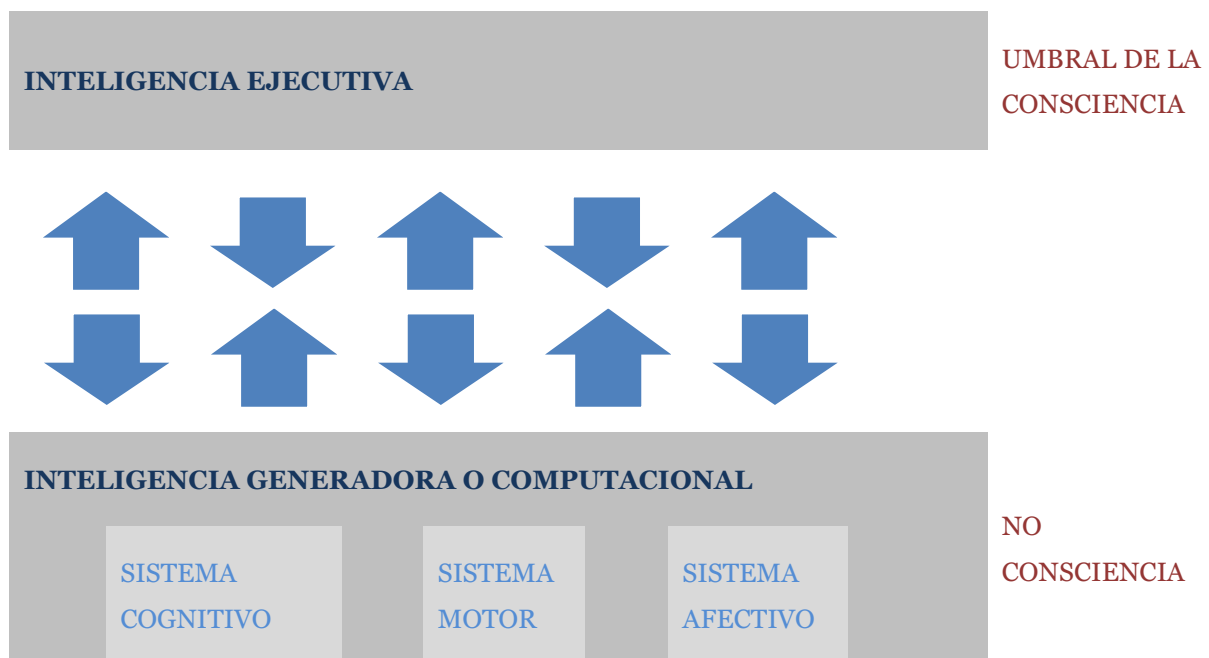 INTELIGENCIA EJECUTIVA
UMBRAL DE LA
CONSCIENCIA
INTELIGENCIA GENERADORA O COMPUTACIONAL
SISTEMA
COGNITIVO
SISTEMA
MOTOR
SISTEMA
AFECTIVO
NO
CONSCIENCIA